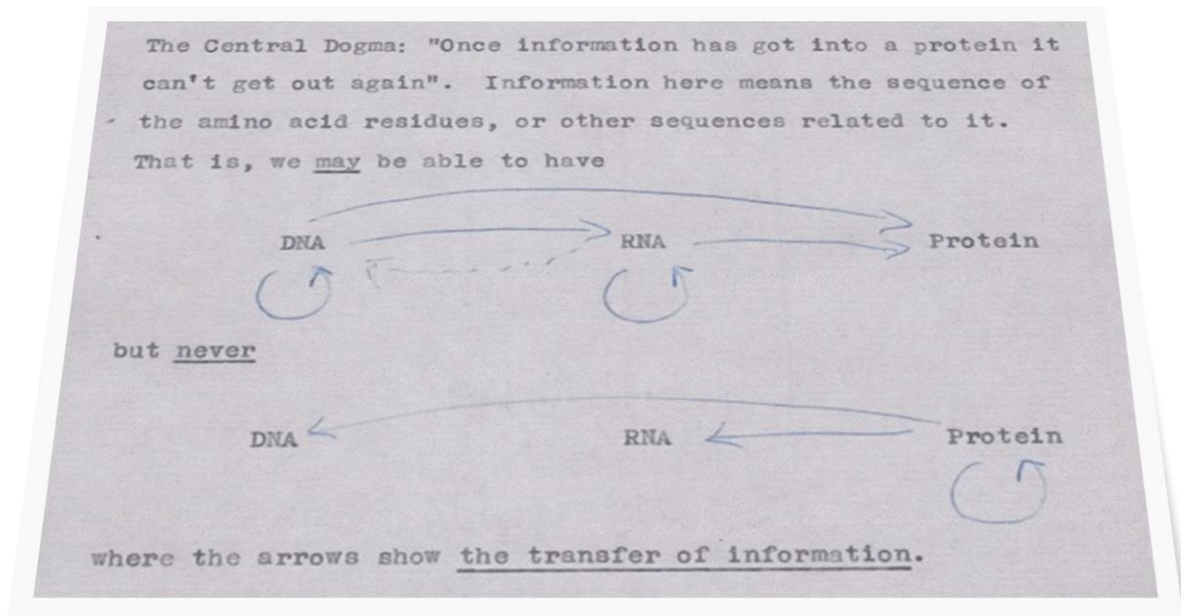 The Central Dogma: "Once information has got into a protein it
can't get out again". Information here means the sequence of
the amino acid residues, or other sequences related to it.
That is, we may be able to have
DNA RNA Protein
but never
DNA RNA Protein
where the arrows show the transfer of information.